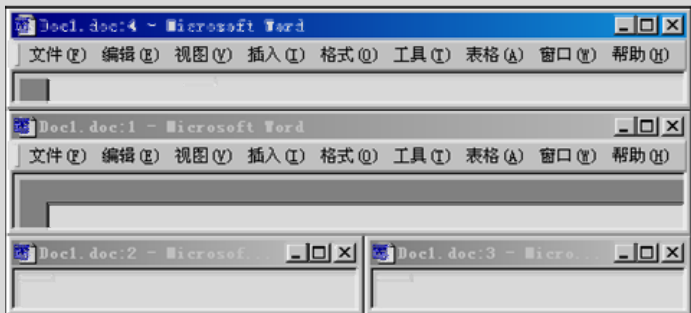 Doc1.doc:4 - Microsoft Word
文件(F) 编辑(E) 视图(V) 插入(I) 格式(O) 工具(T) 表格(A) 窗口(W) 帮助(H)
Doc1.doc:1 - Microsoft Word
文件(F) 编辑(E) 视图(V) 插入(I) 格式(O) 工具(T) 表格(A) 窗口(W) 帮助(H)
Doc1.doc:2 - Microsof...
Doc1.doc:3 - Micro...